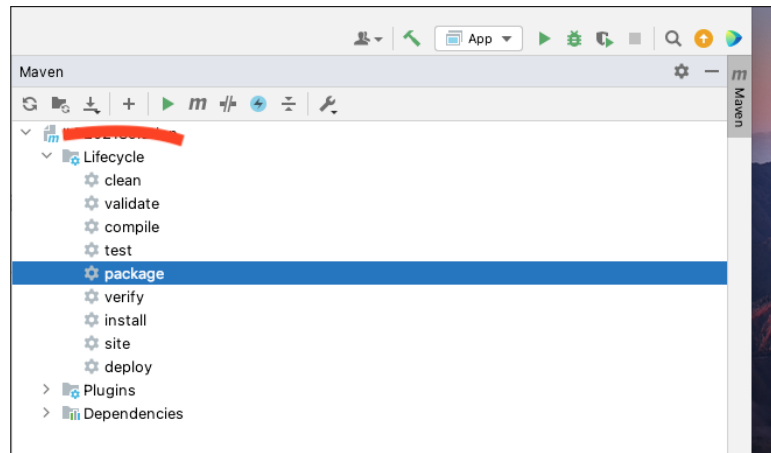 App
Maven
m
Maven
m
Lifecycle
clean
validate
compile
test
package
verify
install
site
deploy
Plugins
Dependencies